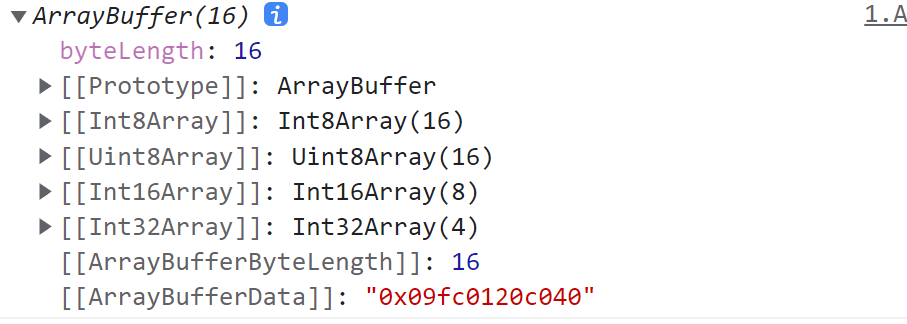 ▼ArrayBuffer(16) i 1.A
byteLength: 16
▶[[Prototype]]: ArrayBuffer
▶[[Int8Array]]: Int8Array(16)
▶[[Uint8Array]]: Uint8Array(16)
▶[[Int16Array]]: Int16Array(8)
▶[[Int32Array]]: Int32Array(4)
[[ArrayBufferByteLength]]: 16
[[ArrayBufferData]]: "0x09fc0120c040"